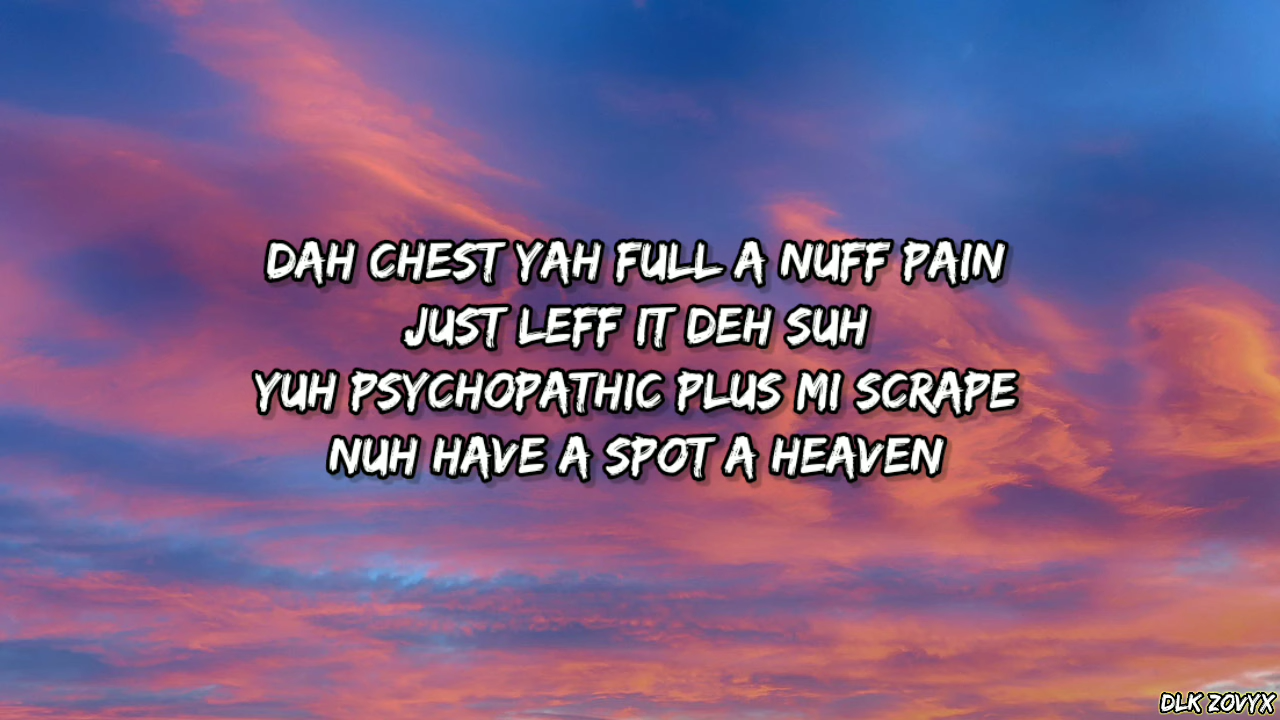 DAH CHEST YAH FULL A NUFF PAIN
JUST LEFF IT DEH SUH
YUH PSYCHOPATHIC PLUS MI SCRAPE
NUH HAVE A SPOT A HEAVEN
DLK ZOVYX